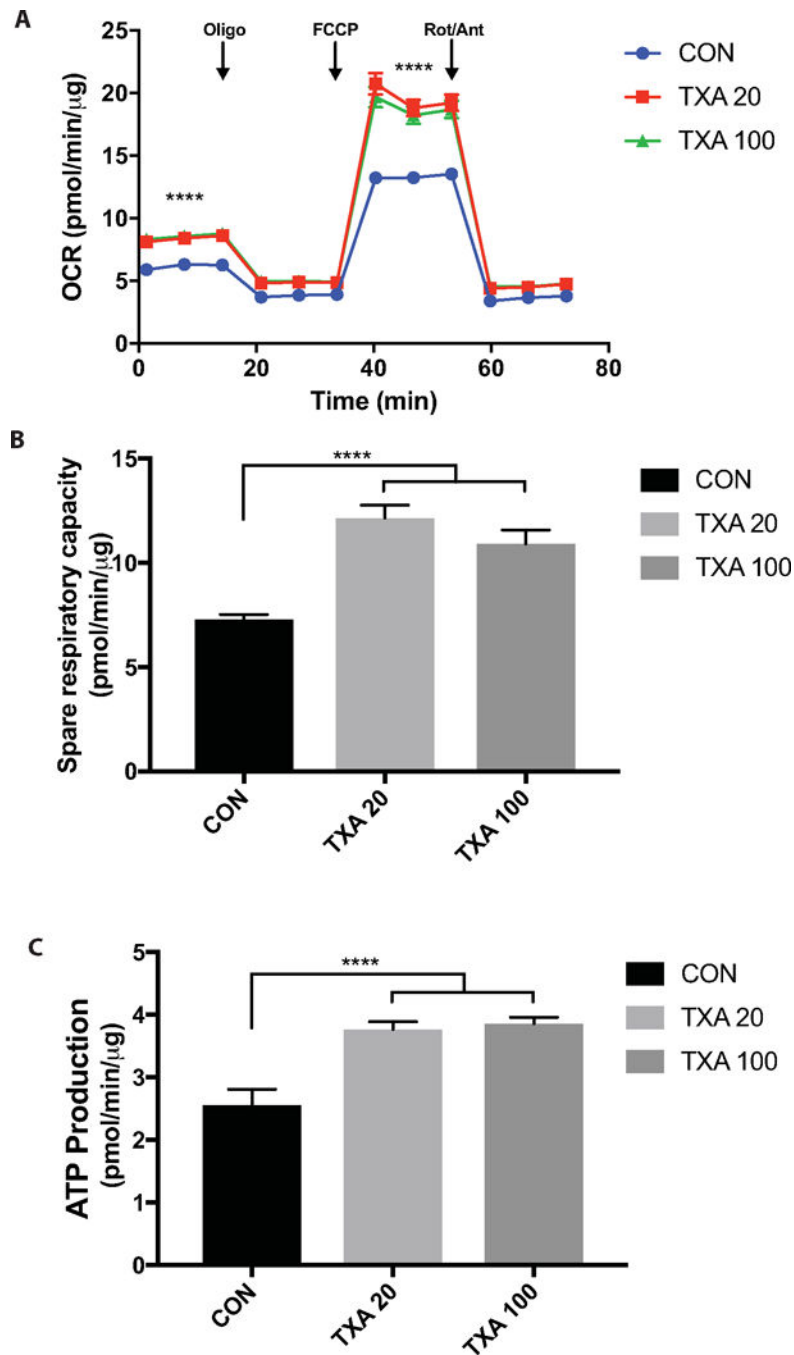 A
Oligo
FCCP
Rot/Ant
****
****
CON
TXA 20
TXA 100
OCR (pmol/min/µg)
25
20
15
10
5
0
0
20
40
60
80
Time (min)
B
****
Spare respiratory capacity
(pmol/min/µg)
15
10
5
0
CON
TXA 20
TXA 100
CON
TXA 20
TXA 100
C
****
ATP Production
(pmol/min/µg)
5
4
3
2
1
0
CON
TXA 20
TXA 100
CON
TXA 20
TXA 100